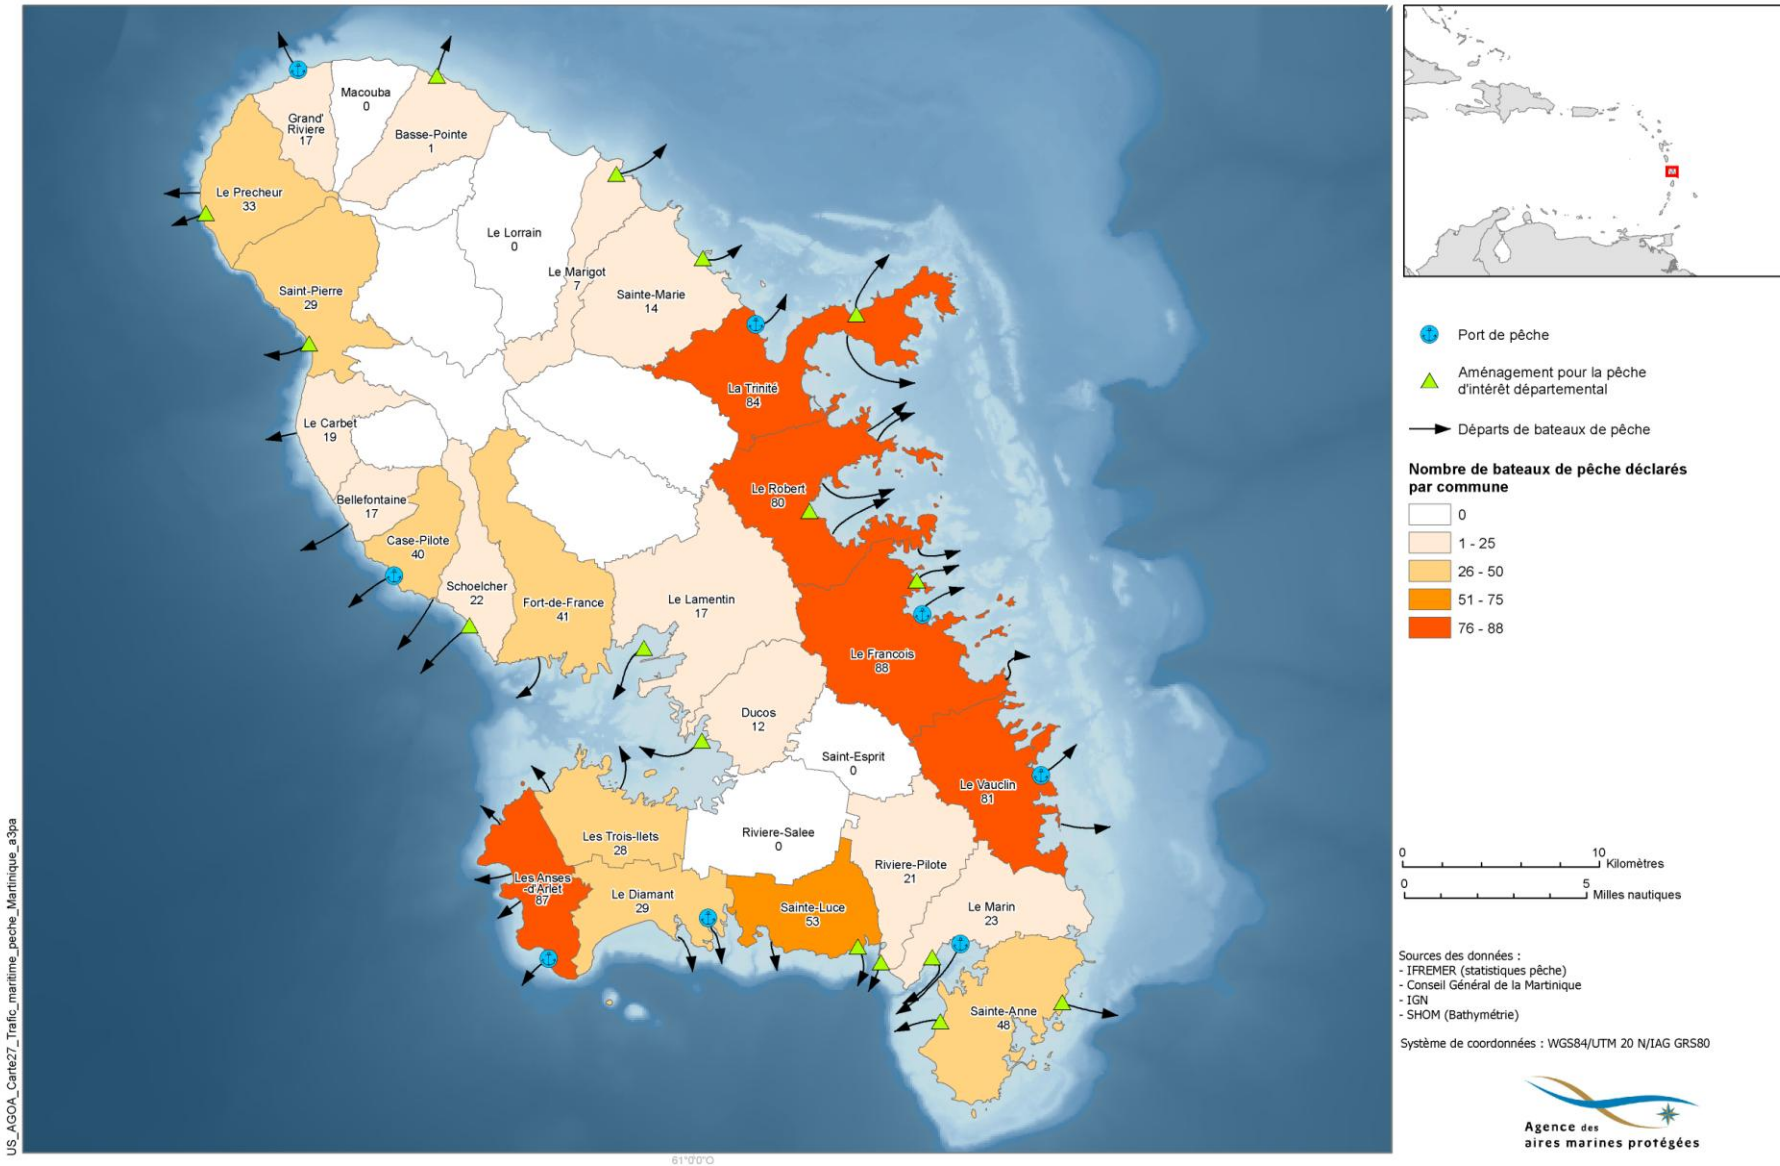 Macouba
0
Grand'
Riviere
17
Basse-Pointe
1
Le Precheur
33
Le Lorrain
0
Saint-Pierre
29
Le Marigot
7
Sainte-Marie
14
La Trinité
84
Le Carbet
19
Le Robert
80
Bellefontaine
17
Case-Pilote
40
Schoelcher
22
Fort-de-France
41
Le Lamentin
17
Le Francois
88
Ducos
12
Saint-Esprit
0
Le Vauclin
81
Les Trois-Ilets
28
Riviere-Salee
0
Riviere-Pilote
21
Les Anses
-d'Arlet
87
Le Diamant
29
Sainte-Luce
53
Le Marin
23
Sainte-Anne
48
61°0'0"O
US_AGOA_Carte27_Trafic_maritime_peche_Martinique_a3pa
Port de pêche
Aménagement pour la pêche
d'intérêt départemental
Départs de bateaux de pêche
Nombre de bateaux de pêche déclarés
par commune
0
1 - 25
26 - 50
51 - 75
76 - 88
0 10 Kilomètres
0 5 Milles nautiques
Sources des données :
- IFREMER (statistiques pêche)
- Conseil Général de la Martinique
- IGN
- SHOM (Bathymétrie)
Système de coordonnées : WGS84/UTM 20 N/IAG GRS80
Agence des
aires marines protégées